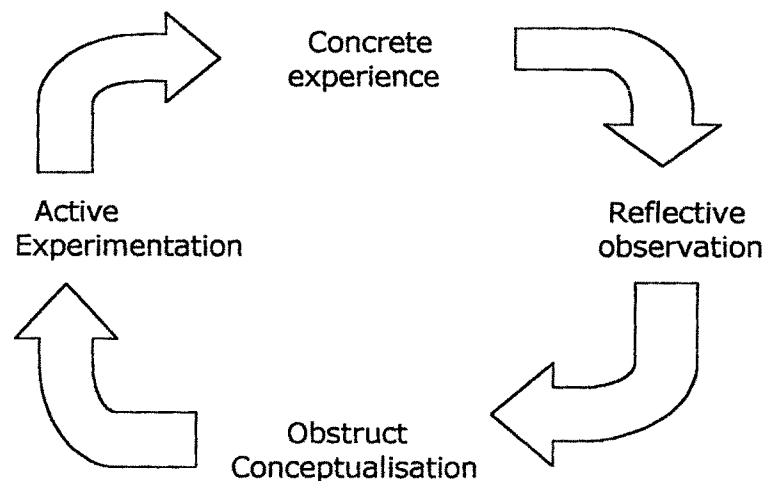 Concrete
experience
Reflective
observation
Obstruct
Conceptualisation
Active
Experimentation